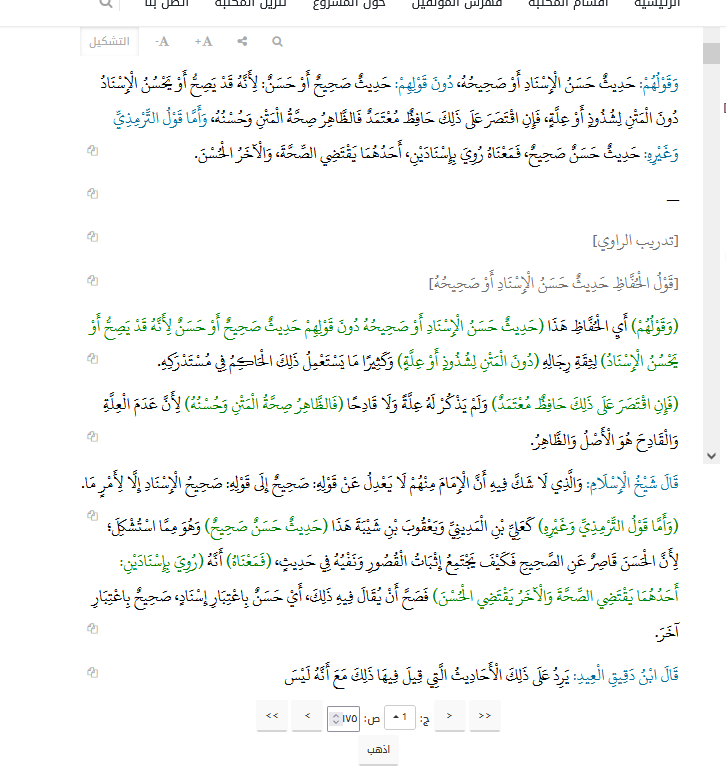 الرئيسية أقسام المكتبة فهرس المؤلفين حول المشروع تنزيل المكتبة اتصل بنا
التشكيل A- A+
وَقَوْلُهُمْ: حَدِيثٌ حَسَنُ الْإِسْنَادِ أَوْ صَحِيحُهُ، دُونَ قَوْلِهِمْ: حَدِيثٌ صَحِيحٌ أَوْ حَسَنٌ: لِأَنَّهُ قَدْ يَصِحُّ أَوْ يَحْسُنُ الْإِسْنَادُ
دُونَ الْمَتْنِ لِشُذُوذٍ أَوْ عِلَّةٍ، فَإِنِ اقْتَصَرَ عَلَى ذَلِكَ حَافِظٌ مُعْتَمَدٌ فَالظَّاهِرُ صِحَّةُ الْمَتْنِ وَحُسْنُهُ، وَأَمَّا قَوْلُ التِّرْمِذِيِّ
وَغَيْرِهِ: حَدِيثٌ حَسَنٌ صَحِيحٌ، فَمَعْنَاهُ رُوِيَ بِإِسْنَادَيْنِ، أَحَدُهُمَا يَقْتَضِي الصِّحَّةَ، وَالْآخَرُ الْحُسْنَ.
—
[تدريب الراوي]
[قَوْلُ الْحُفَّاظِ حَدِيثٌ حَسَنُ الْإِسْنَادِ أَوْ صَحِيحُهُ]
(وَقَوْلُهُمْ) أَيِ الْحُفَّاظِ هَذَا (حَدِيثٌ حَسَنُ الْإِسْنَادِ أَوْ صَحِيحُهُ دُونَ قَوْلِهِمْ حَدِيثٌ صَحِيحٌ أَوْ حَسَنٌ لِأَنَّهُ قَدْ يَصِحُّ أَوْ
يَحْسُنُ الْإِسْنَادُ) لِثِقَةِ رِجَالِهِ (دُونَ الْمَتْنِ لِشُذُوذٍ أَوْ عِلَّةٍ) وَكَثِيرًا مَا يَسْتَعْمِلُ ذَلِكَ الْحَاكِمُ فِي مُسْتَدْرَكِهِ.
(فَإِنِ اقْتَصَرَ عَلَى ذَلِكَ حَافِظٌ مُعْتَمَدٌ) وَلَمْ يَذْكُرْ لَهُ عِلَّةً وَلَا قَادِحًا (فَالظَّاهِرُ صِحَّةُ الْمَتْنِ وَحُسْنُهُ) لِأَنَّ عَدَمَ الْعِلَّةِ
وَالْقَادِحَ هُوَ الْأَصْلُ وَالظَّاهِرُ.
قَالَ شَيْخُ الْإِسْلَامِ: وَالَّذِي لَا شَكَّ فِيهِ أَنَّ الْإِمَامَ مِنْهُمْ لَا يَعْدِلُ عَنْ قَوْلِهِ: صَحِيحٌ إِلَى قَوْلِهِ: صَحِيحُ الْإِسْنَادِ إِلَّا لِأَمْرٍ مَا.
(وَأَمَّا قَوْلُ التِّرْمِذِيِّ وَغَيْرِهِ) كَعَلِيِّ بْنِ الْمَدِينِيِّ وَيَعْقُوبَ بْنِ شَيْبَةَ هَذَا (حَدِيثٌ حَسَنٌ صَحِيحٌ) وَهُوَ مِمَّا اسْتُشْكِلَ؛
لِأَنَّ الْحَسَنَ قَاصِرٌ عَنِ الصَّحِيحِ فَكَيْفَ يَجْتَمِعُ إِثْبَاتُ الْقُصُورِ وَنَفْيُهُ فِي حَدِيثٍ، (فَمَعْنَاهُ) أَنَّهُ (رُوِيَ بِإِسْنَادَيْنِ:
أَحَدُهُمَا يَقْتَضِي الصِّحَّةَ وَالْآخَرُ يَقْتَضِي الْحُسْنَ) فَصَحَّ أَنْ يُقَالَ فِيهِ ذَلِكَ، أَيْ حَسَنٌ بِاعْتِبَارِ إِسْنَادٍ، صَحِيحٌ بِاعْتِبَارِ
آخَرَ.
قَالَ ابْنُ دَقِيقِ الْعِيدِ: يَرِدُ عَلَى ذَلِكَ الْأَحَادِيثُ الَّتِي قِيلَ فِيهَا ذَلِكَ مَعَ أَنَّهُ لَيْسَ
<< < ج: 1 ص: ١٧٥ > >>
اذهب